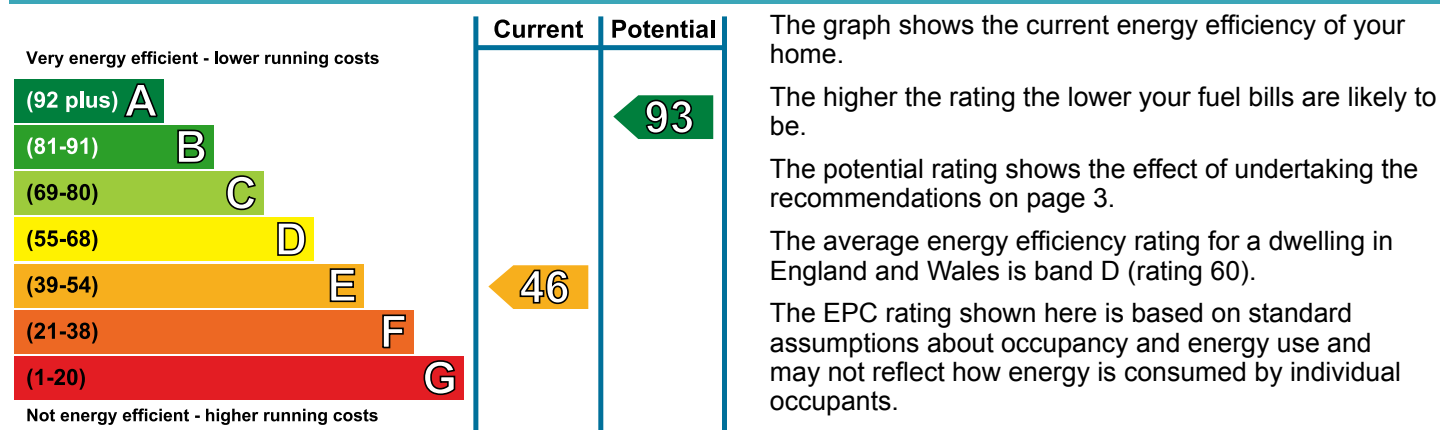 Current Potential
Very energy efficient - lower running costs
(92 plus) A
93
(81-91) B
(69-80) C
(55-68) D
(39-54) E
46
(21-38) F
(1-20) G
Not energy efficient - higher running costs
The graph shows the current energy efficiency of your
home.
The higher the rating the lower your fuel bills are likely to
be.
The potential rating shows the effect of undertaking the
recommendations on page 3.
The average energy efficiency rating for a dwelling in
England and Wales is band D (rating 60).
The EPC rating shown here is based on standard
assumptions about occupancy and energy use and
may not reflect how energy is consumed by individual
occupants.